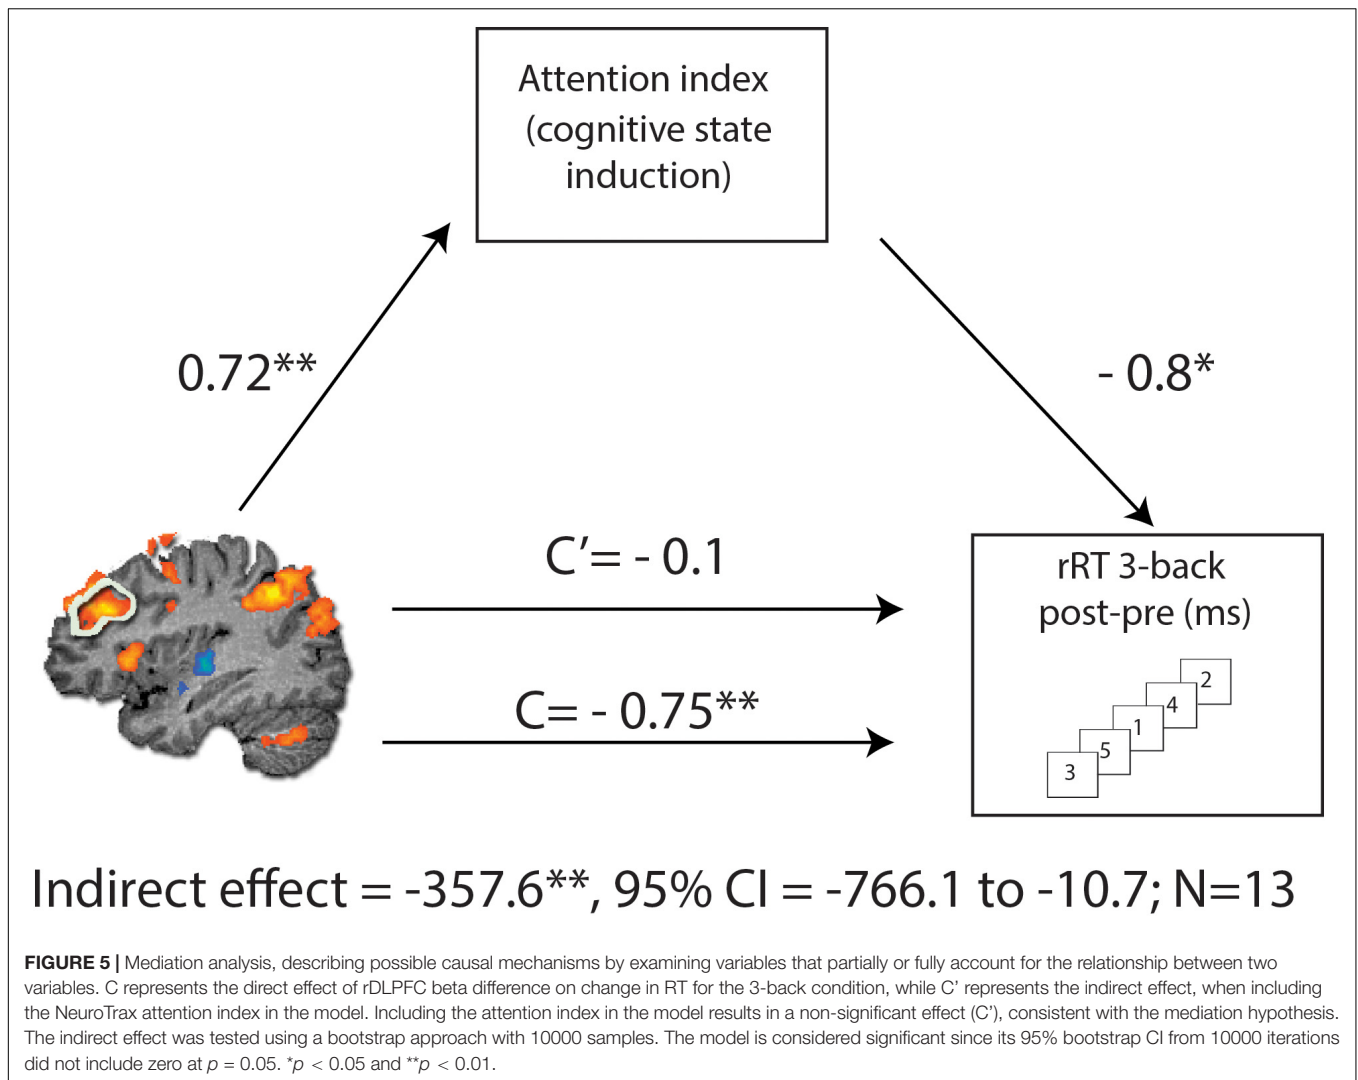 Attention index
(cognitive state
induction)
0.72**
- 0.8*
C’= - 0.1
C= - 0.75**
rRT 3-back
post-pre (ms)
2
4
1
5
3
Indirect effect = -357.6**, 95% CI = -766.1 to -10.7; N=13
FIGURE 5 | Mediation analysis, describing possible causal mechanisms by examining variables that partially or fully account for the relationship between two
variables. C represents the direct effect of rDLPFC beta difference on change in RT for the 3-back condition, while C’ represents the indirect effect, when including
the NeuroTrax attention index in the model. Including the attention index in the model results in a non-significant effect (C’), consistent with the mediation hypothesis.
The indirect effect was tested using a bootstrap approach with 10000 samples. The model is considered significant since its 95% bootstrap CI from 10000 iterations
did not include zero at p = 0.05. *p < 0.05 and **p < 0.01.